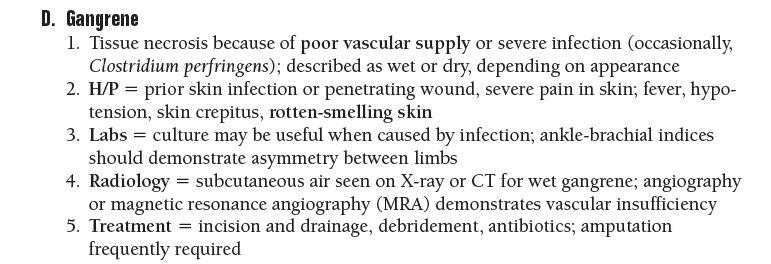 D. Gangrene
1. Tissue necrosis because of poor vascular supply or severe infection (occasionally,
Clostridium perfringens); described as wet or dry, depending on appearance
2. H/P = prior skin infection or penetrating wound, severe pain in skin; fever, hypo-
tension, skin crepitus, rotten-smelling skin
3. Labs = culture may be useful when caused by infection; ankle-brachial indices
should demonstrate asymmetry between limbs
4. Radiology = subcutaneous air seen on X-ray or CT for wet gangrene; angiography
or magnetic resonance angiography (MRA) demonstrates vascular insufficiency
5. Treatment = incision and drainage, debridement, antibiotics; amputation
frequently required